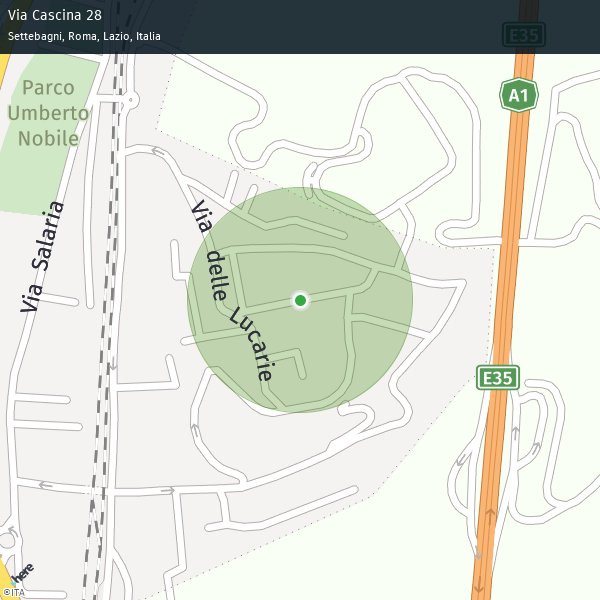 Via Cascina 28
Settebagni, Roma, Lazio, Italia
E35
A1
Parco
Umberto
Nobile
Via Salaria
Via delle Lucarie
E35
here
©ITA